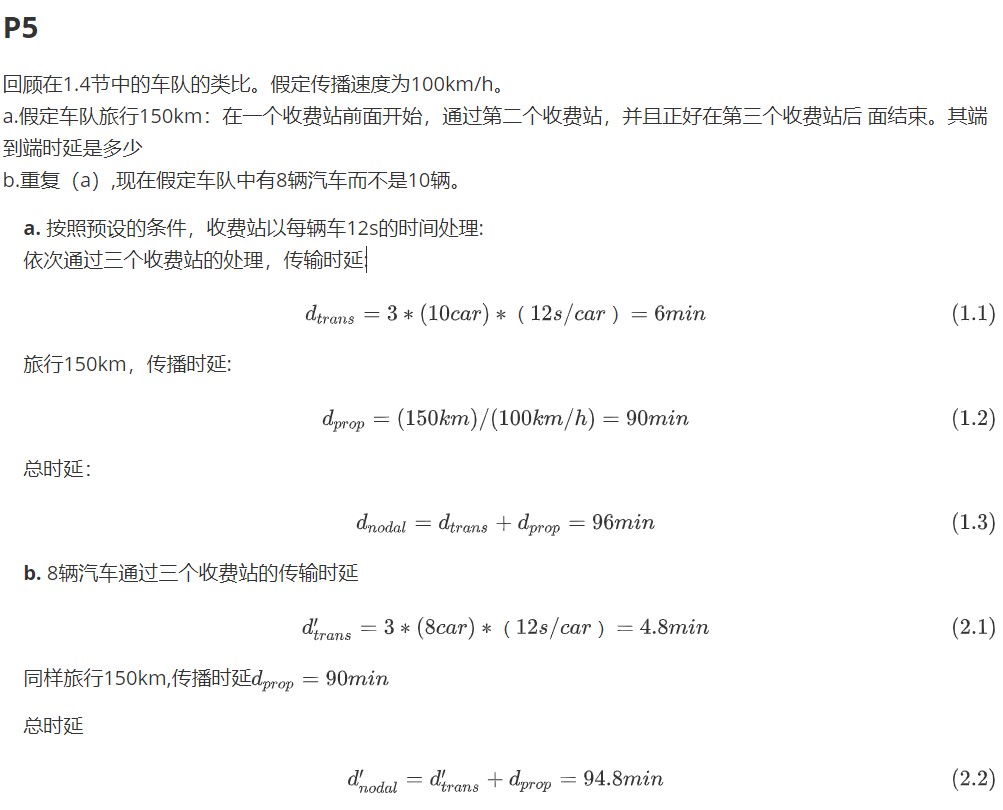 P5
回顾在1.4节中的车队的类比。假定传播速度为100km/h。
a.假定车队旅行150km：在一个收费站前面开始，通过第二个收费站，并且正好在第三个收费站后 面结束。其端
到端时延是多少
b.重复（a）,现在假定车队中有8辆汽车而不是10辆。
a. 按照预设的条件，收费站以每辆车12s的时间处理:
依次通过三个收费站的处理，传输时延:
d_{trans} = 3 * (10car) * （12s/car） = 6min (1.1)
旅行150km，传播时延:
d_{prop} = (150km)/(100km/h) = 90min (1.2)
总时延：
d_{nodal} = d_{trans} + d_{prop} = 96min (1.3)
b. 8辆汽车通过三个收费站的传输时延
d'_{trans} = 3 * (8car) * （12s/car） = 4.8min (2.1)
同样旅行150km,传播时延d_{prop} = 90min
总时延
d'_{nodal} = d'_{trans} + d_{prop} = 94.8min (2.2)